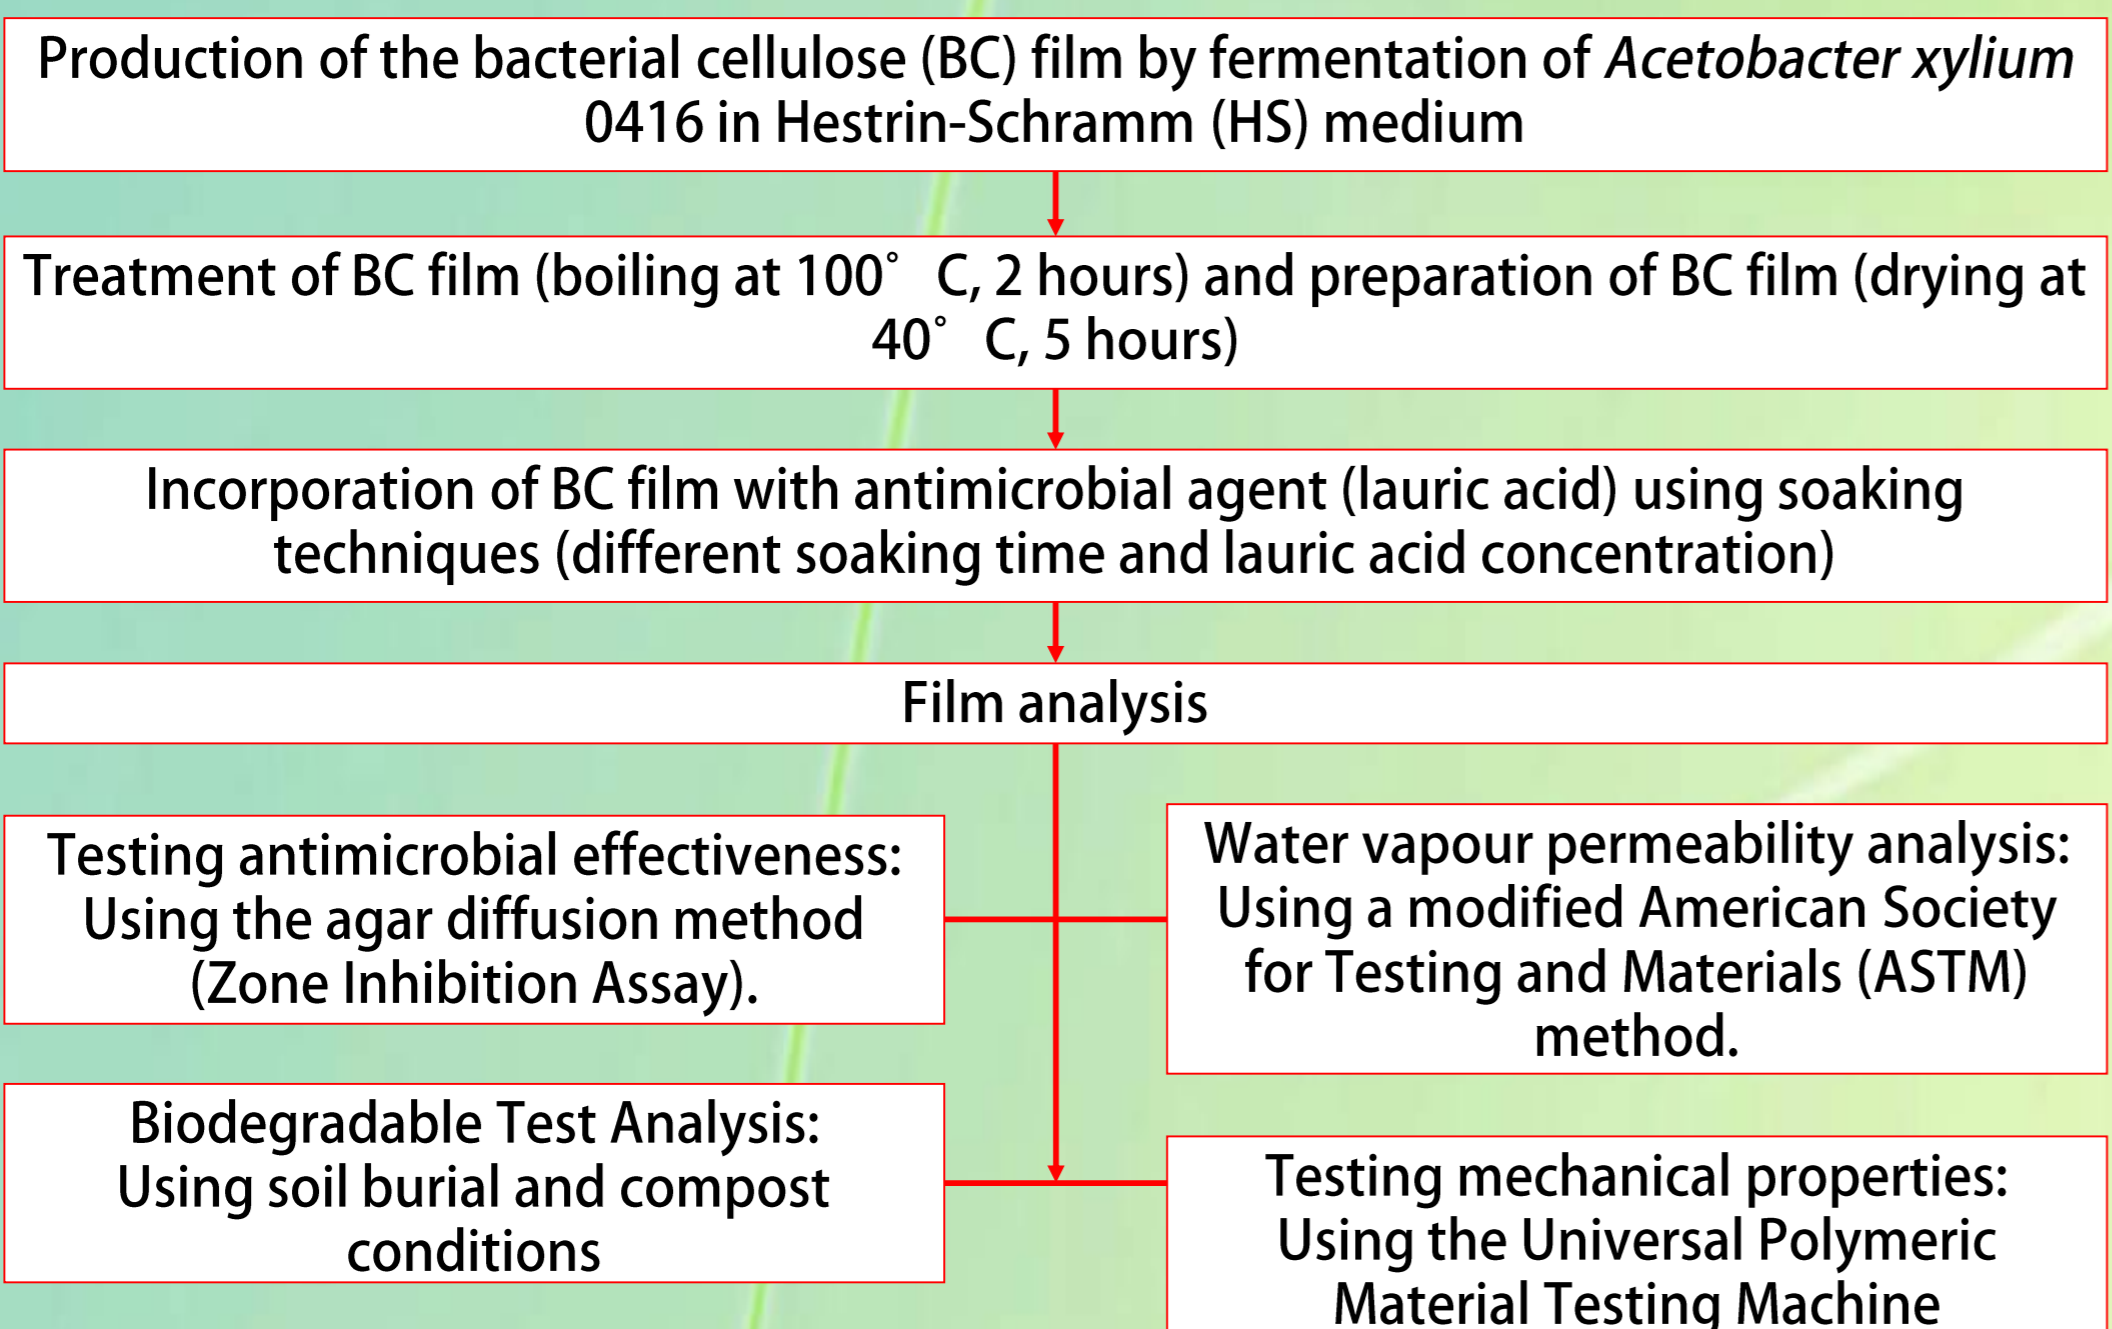 Production of the bacterial cellulose (BC) film by fermentation of Acetobacter xylium
0416 in Hestrin-Schramm (HS) medium
Treatment of BC film (boiling at 100° C, 2 hours) and preparation of BC film (drying at
40° C, 5 hours)
Incorporation of BC film with antimicrobial agent (lauric acid) using soaking
techniques (different soaking time and lauric acid concentration)
Film analysis
Testing antimicrobial effectiveness:
Using the agar diffusion method
(Zone Inhibition Assay).
Water vapour permeability analysis:
Using a modified American Society
for Testing and Materials (ASTM)
method.
Biodegradable Test Analysis:
Using soil burial and compost
conditions
Testing mechanical properties:
Using the Universal Polymeric
Material Testing Machine